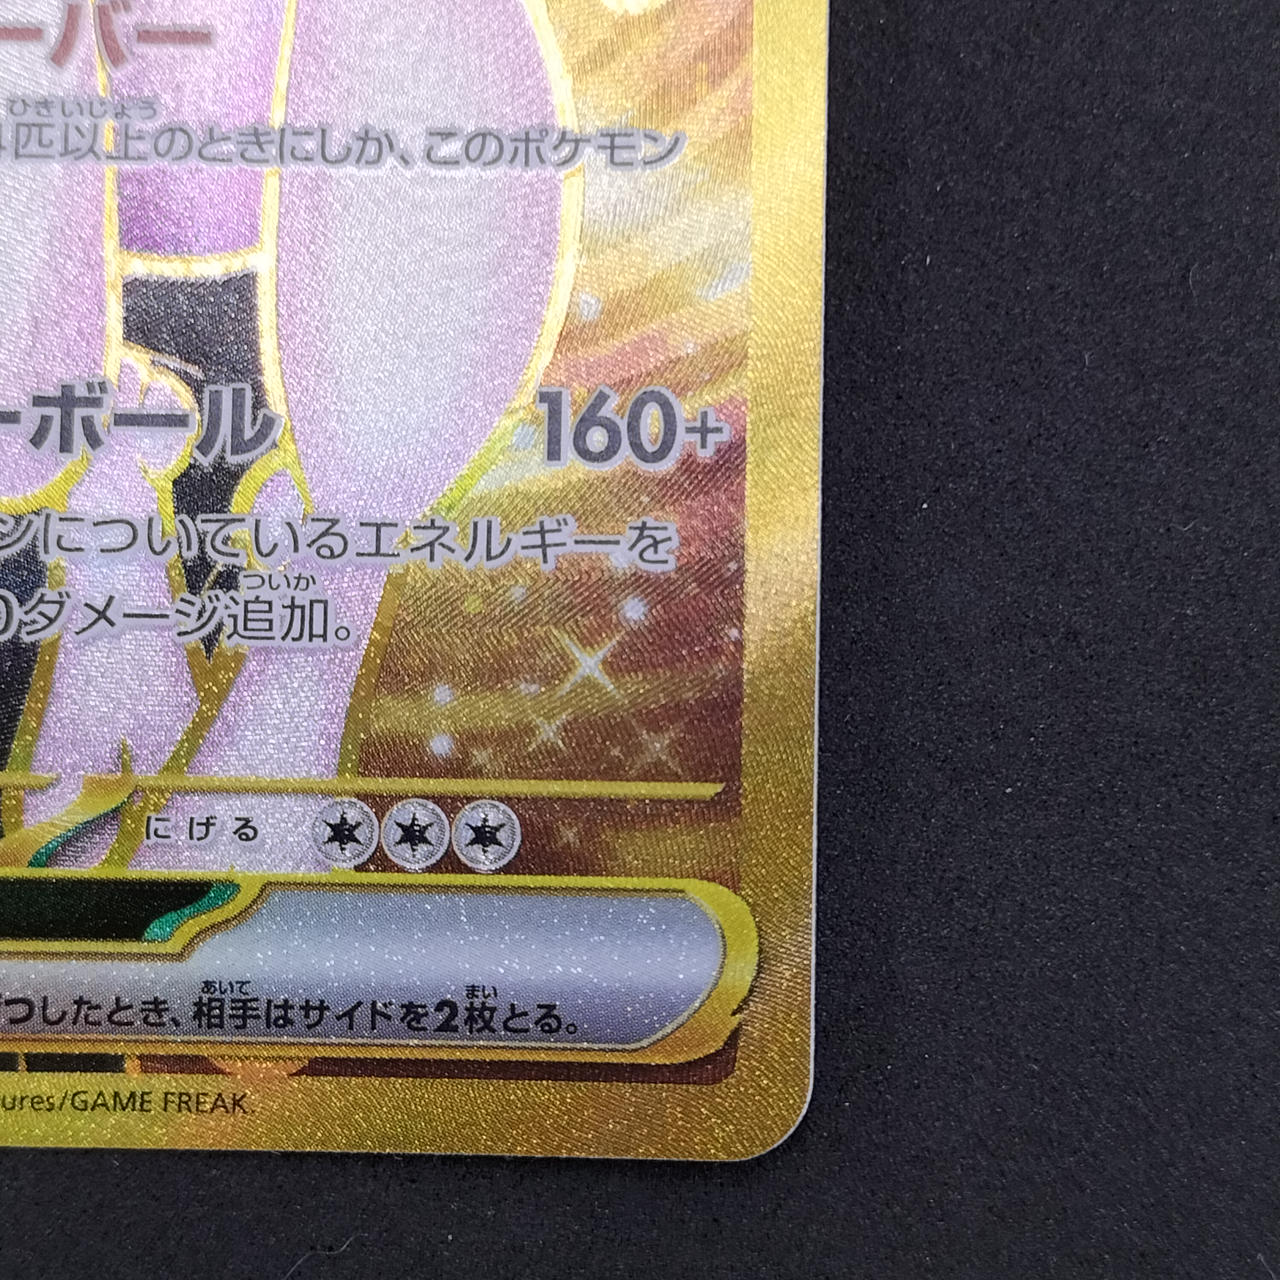 ーバー
ひきいじょう
4匹以上のときにしか、このポケモン
ーボール 160+
ンについているエネルギーを
ついか
0ダメージ追加。
にげる
あいて まい
ぜつしたとき、相手はサイドを2枚とる。
ures/GAME FREAK.